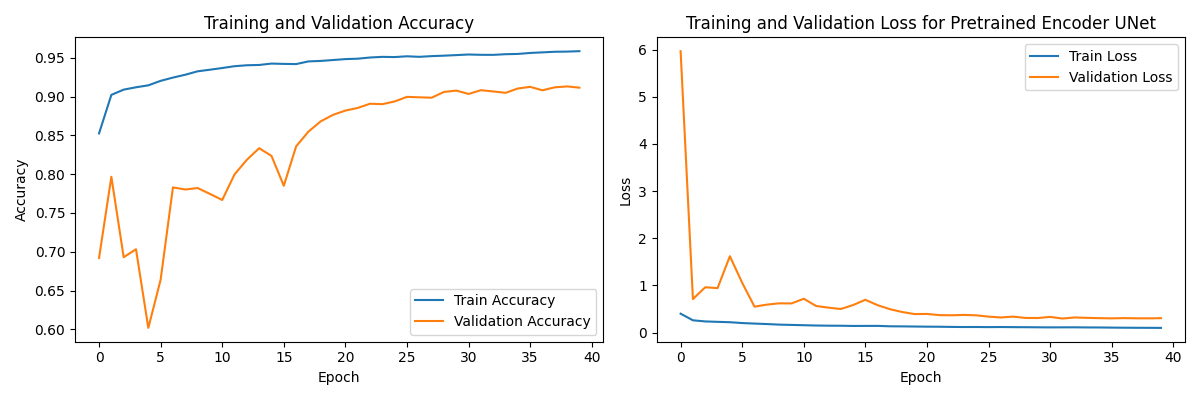 Training and Validation Accuracy
Accuracy
0.95
0.90
0.85
0.80
0.75
0.70
0.65
0.60
Train Accuracy
Validation Accuracy
0 5 10 15 20 25 30 35 40
Epoch
Training and Validation Loss for Pretrained Encoder UNet
Loss
6
5
4
3
2
1
0
Train Loss
Validation Loss
0 5 10 15 20 25 30 35 40
Epoch